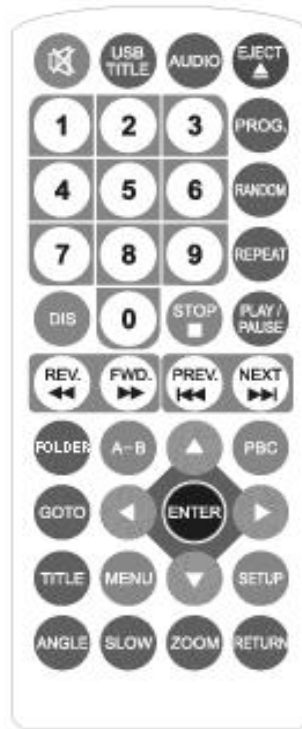 USB
TITLE
AUDIO
EJECT
1
2
3
PROG.
4
5
6
RANDOM
7
8
9
REPEAT
DIS
0
STOP
PLAY/
PAUSE
REV.
FWD.
PREV.
NEXT
FOLDER
A-B
PBC
GOTO
ENTER
TITLE
MENU
SETUP
ANGLE
SLOW
ZOOM
RETURN